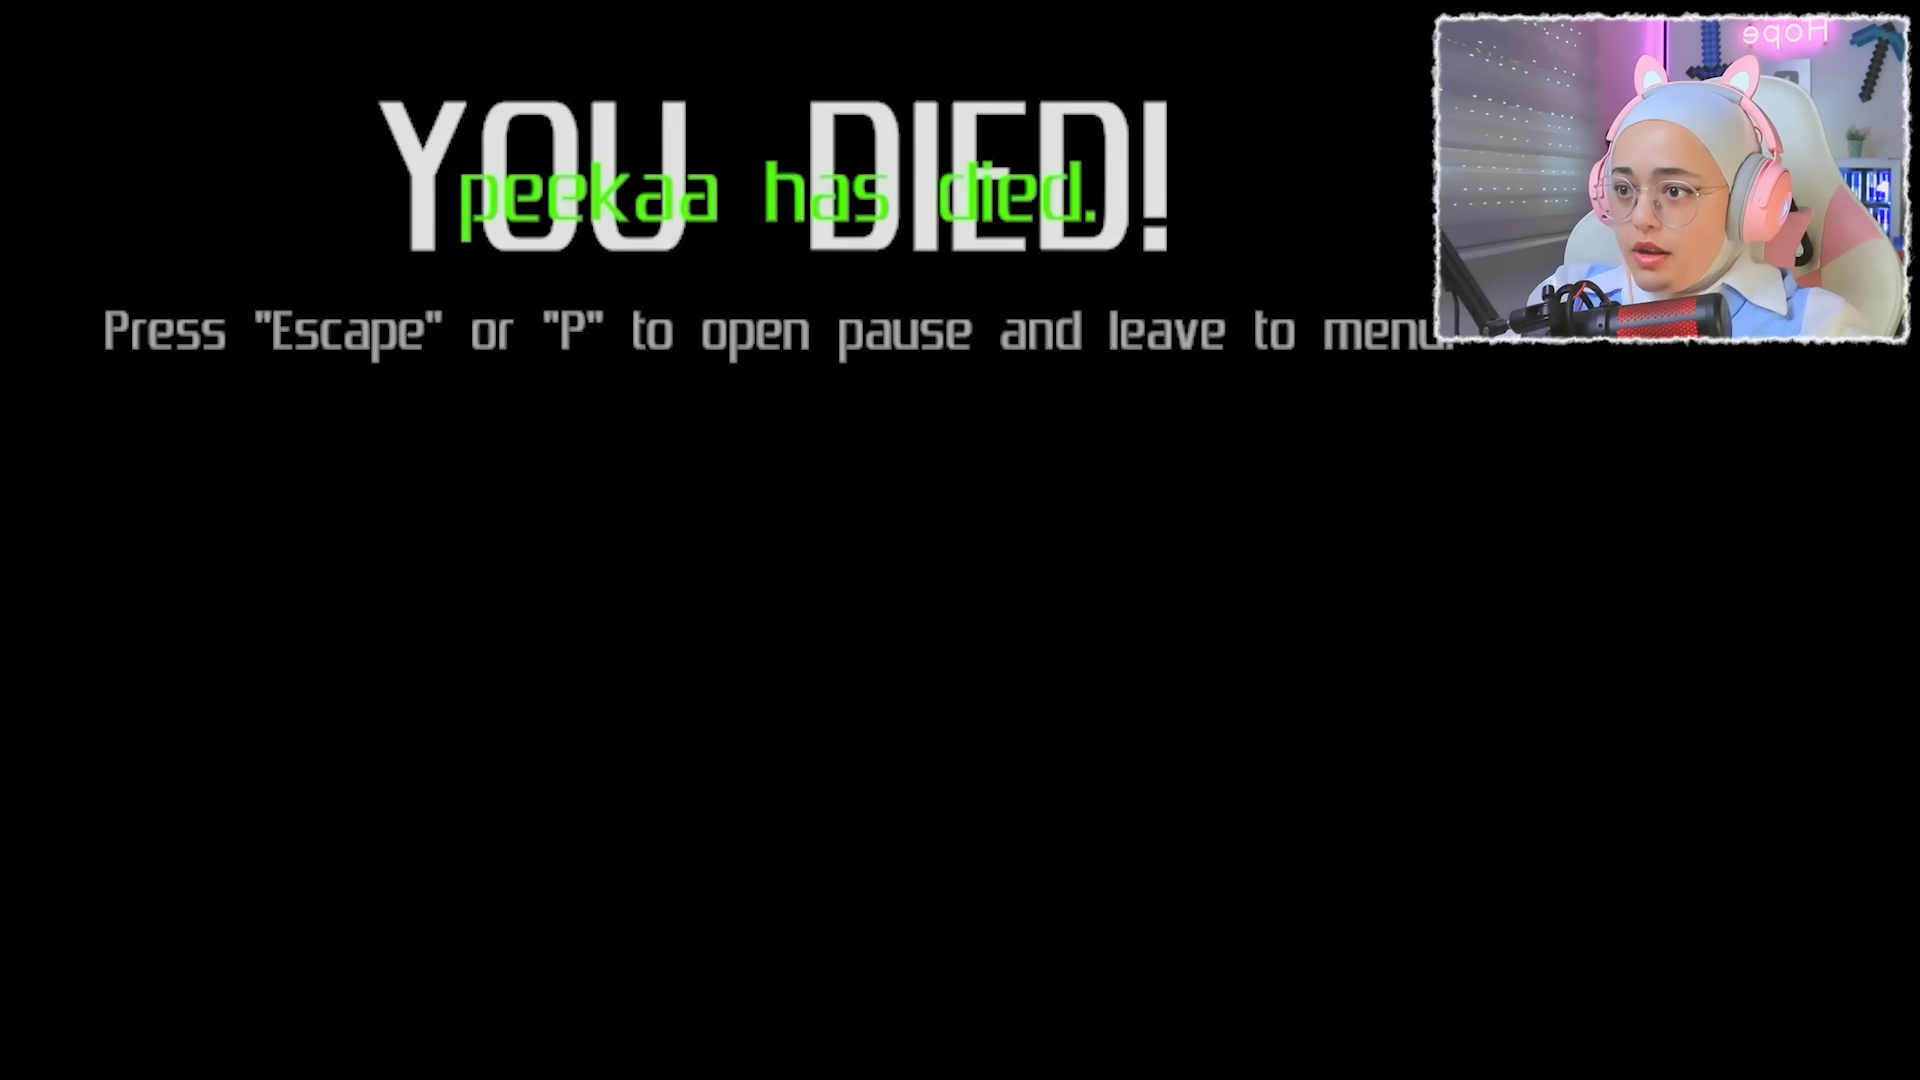 YOU DIED!
peekaa has died.
Press "Escape" or "P" to open pause and leave to menu.
Hope